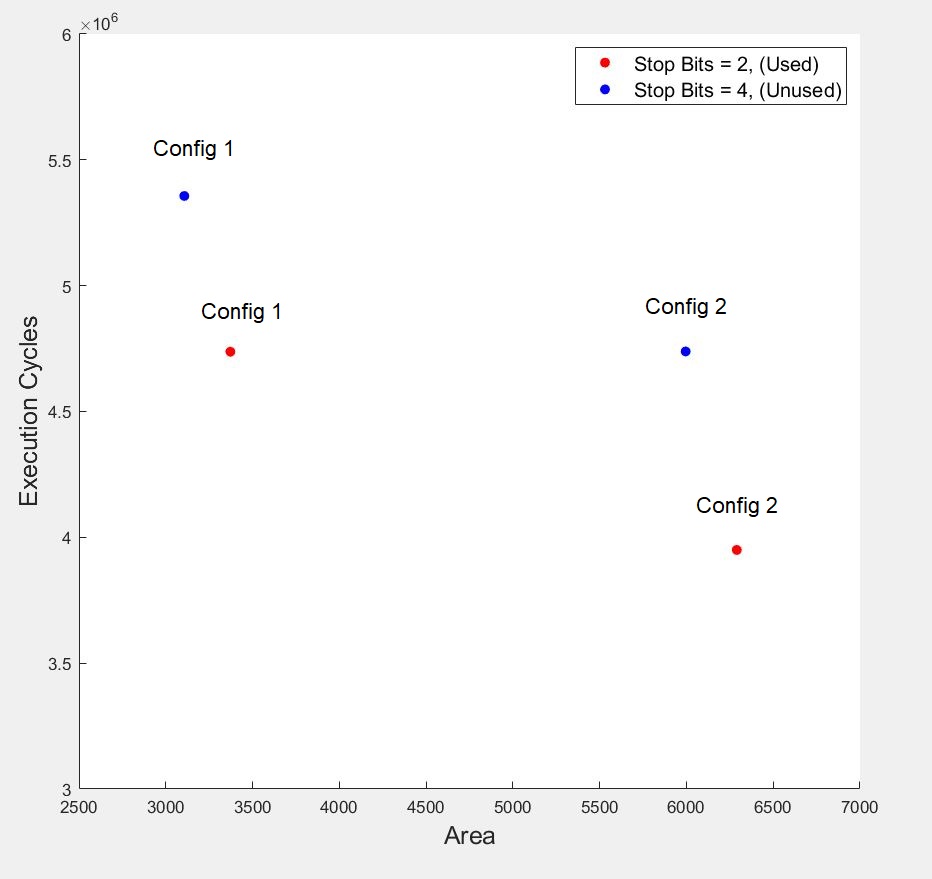 ×10^6
6
5.5
5
4.5
4
3.5
3
Execution Cycles
Stop Bits = 2, (Used)
Stop Bits = 4, (Unused)
Config 1
Config 1
Config 2
Config 2
2500 3000 3500 4000 4500 5000 5500 6000 6500 7000
Area